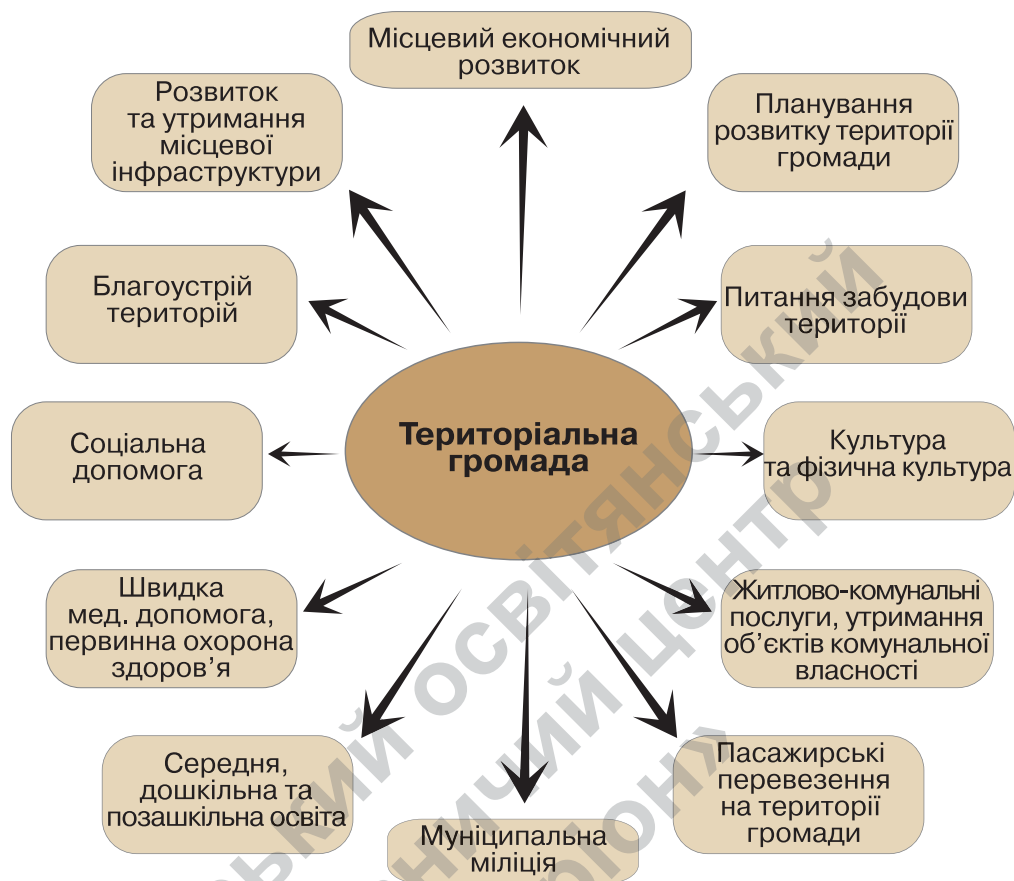 Місцевий економічний
розвиток
Розвиток
та утримання
місцевої
інфраструктури
Планування
розвитку території
громади
Благоустрій
територій
Питання забудови
території
Територіальна
громада
Соціальна
допомога
Культура
та фізична культура
Швидка
мед. допомога,
первинна охорона
здоров’я
Житлово-комунальні
послуги, утримання
об’єктів комунальної
власності
Середня,
дошкільна та
позашкільна освіта
Пасажирські
перевезення
на території
громади
Муніципальна
міліція
освітянський
центр